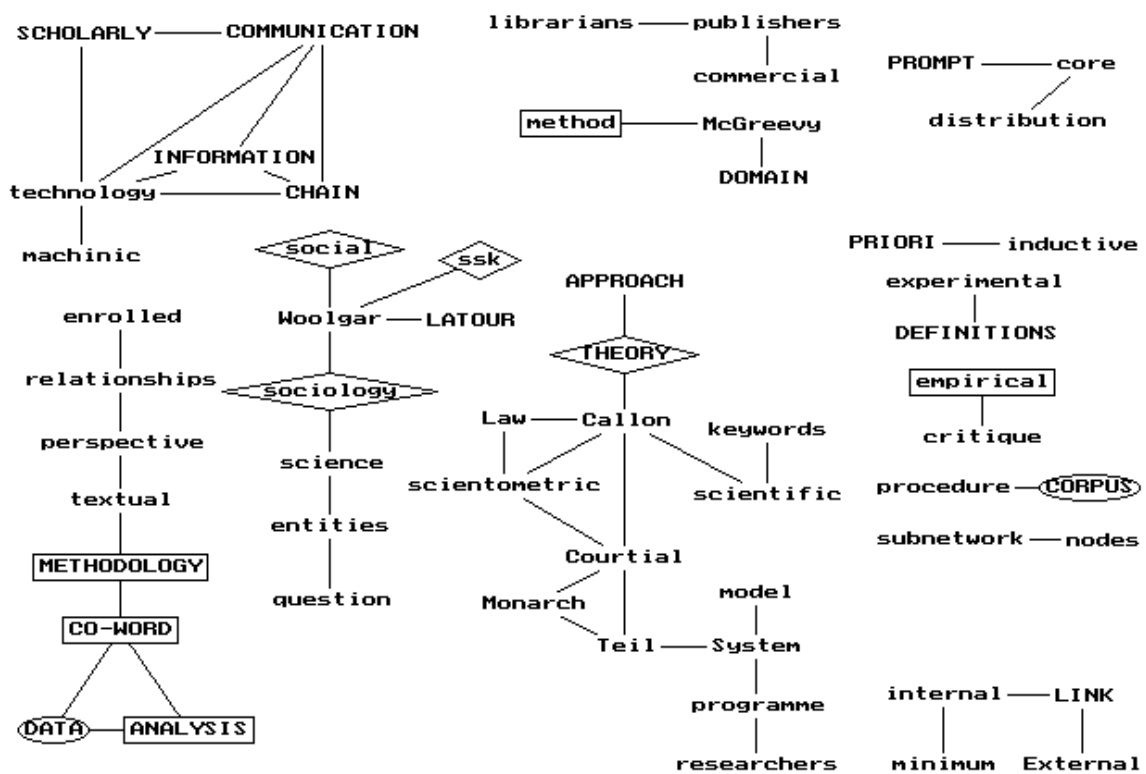 SCHOLARLY COMMUNICATION
librarians publishers
commercial
PROMPT core
distribution
method McGreevy
DOMAIN
INFORMATION
technology CHAIN
machinic
social
ssk
Woolgar LATOUR
sociology
science
entities
question
enrolled
relationships
perspective
textual
METHODOLOGY
CO-WORD
DATA ANALYSIS
APPROACH
THEORY
Law Callon
keywords
scientometric scientific
Courtial
Monarch
Teil System
model
programme
researchers
PRIORI inductive
experimental
DEFINITIONS
empirical
critique
procedure CORPUS
subnetwork nodes
internal LINK
minimum External